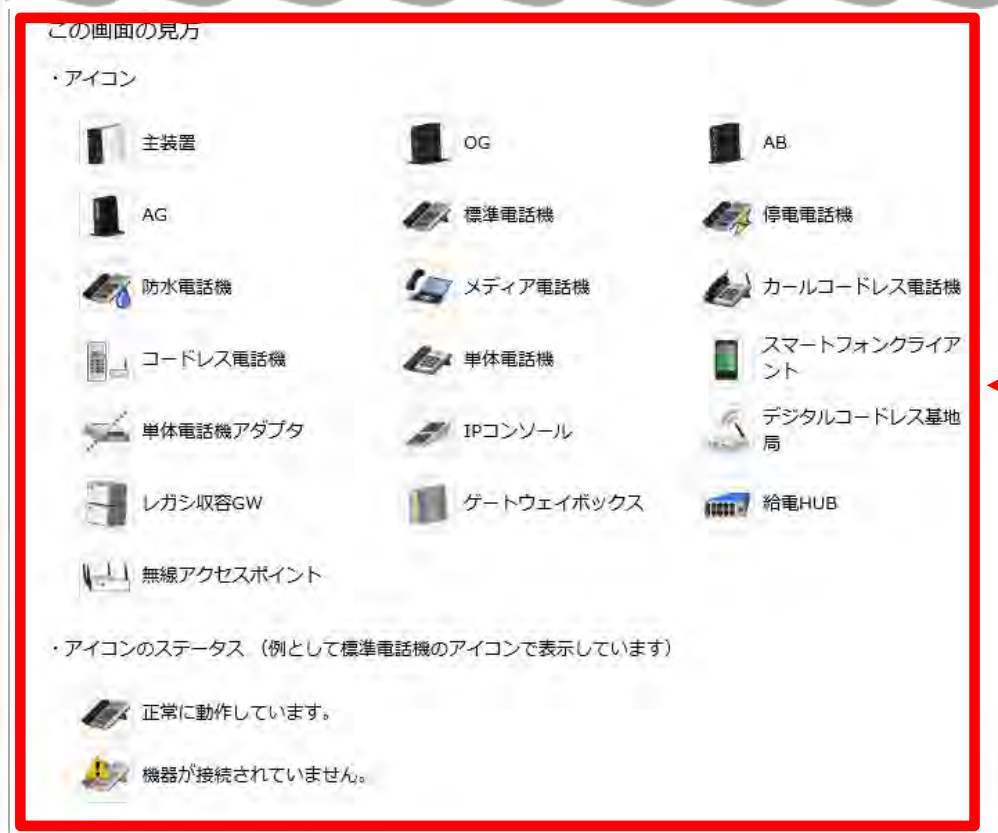 この画面の見方
・アイコン
主装置
OG
AB
AG
標準電話機
停電電話機
防水電話機
メディア電話機
カールコードレス電話機
コードレス電話機
単体電話機
スマートフォンクライア
ント
単体電話機アダプタ
IPコンソール
デジタルコードレス基地
局
レガシ収容GW
ゲートウェイボックス
給電HUB
無線アクセスポイント
・アイコンのステータス （例として標準電話機のアイコンで表示しています）
正常に動作しています。
機器が接続されていません。